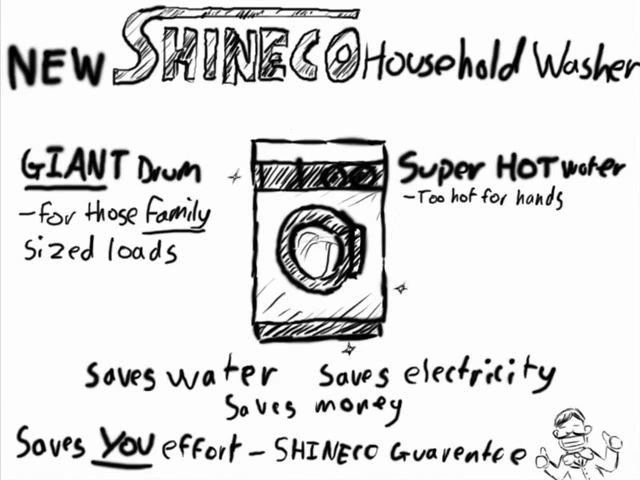 NEW SHINECO Household Washer
GIANT Drum
-for those Family
sized loads
Super HOT water
-Too hot for hands
Saves water Saves electricity
Saves money
Saves YOU effort - SHINECO Guarentee